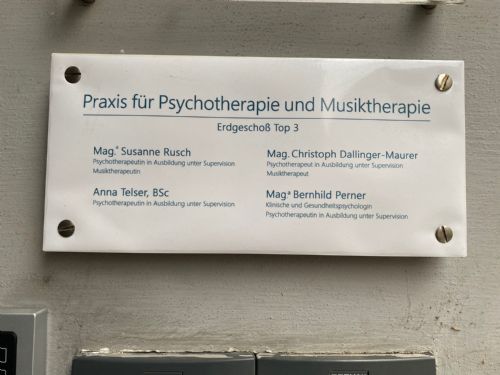 Praxis für Psychotherapie und Musiktherapie
Erdgeschoß Top 3
Mag.ª Susanne Rusch
Psychotherapeutin in Ausbildung unter Supervision
Musiktherapeutin
Anna Telser, BSc
Psychotherapeutin in Ausbildung unter Supervision
Mag. Christoph Dallinger-Maurer
Psychotherapeut in Ausbildung unter Supervision
Musiktherapeut
Magª Bernhild Perner
Klinische und Gesundheitspsychologin
Psychotherapeutin in Ausbildung unter Supervision